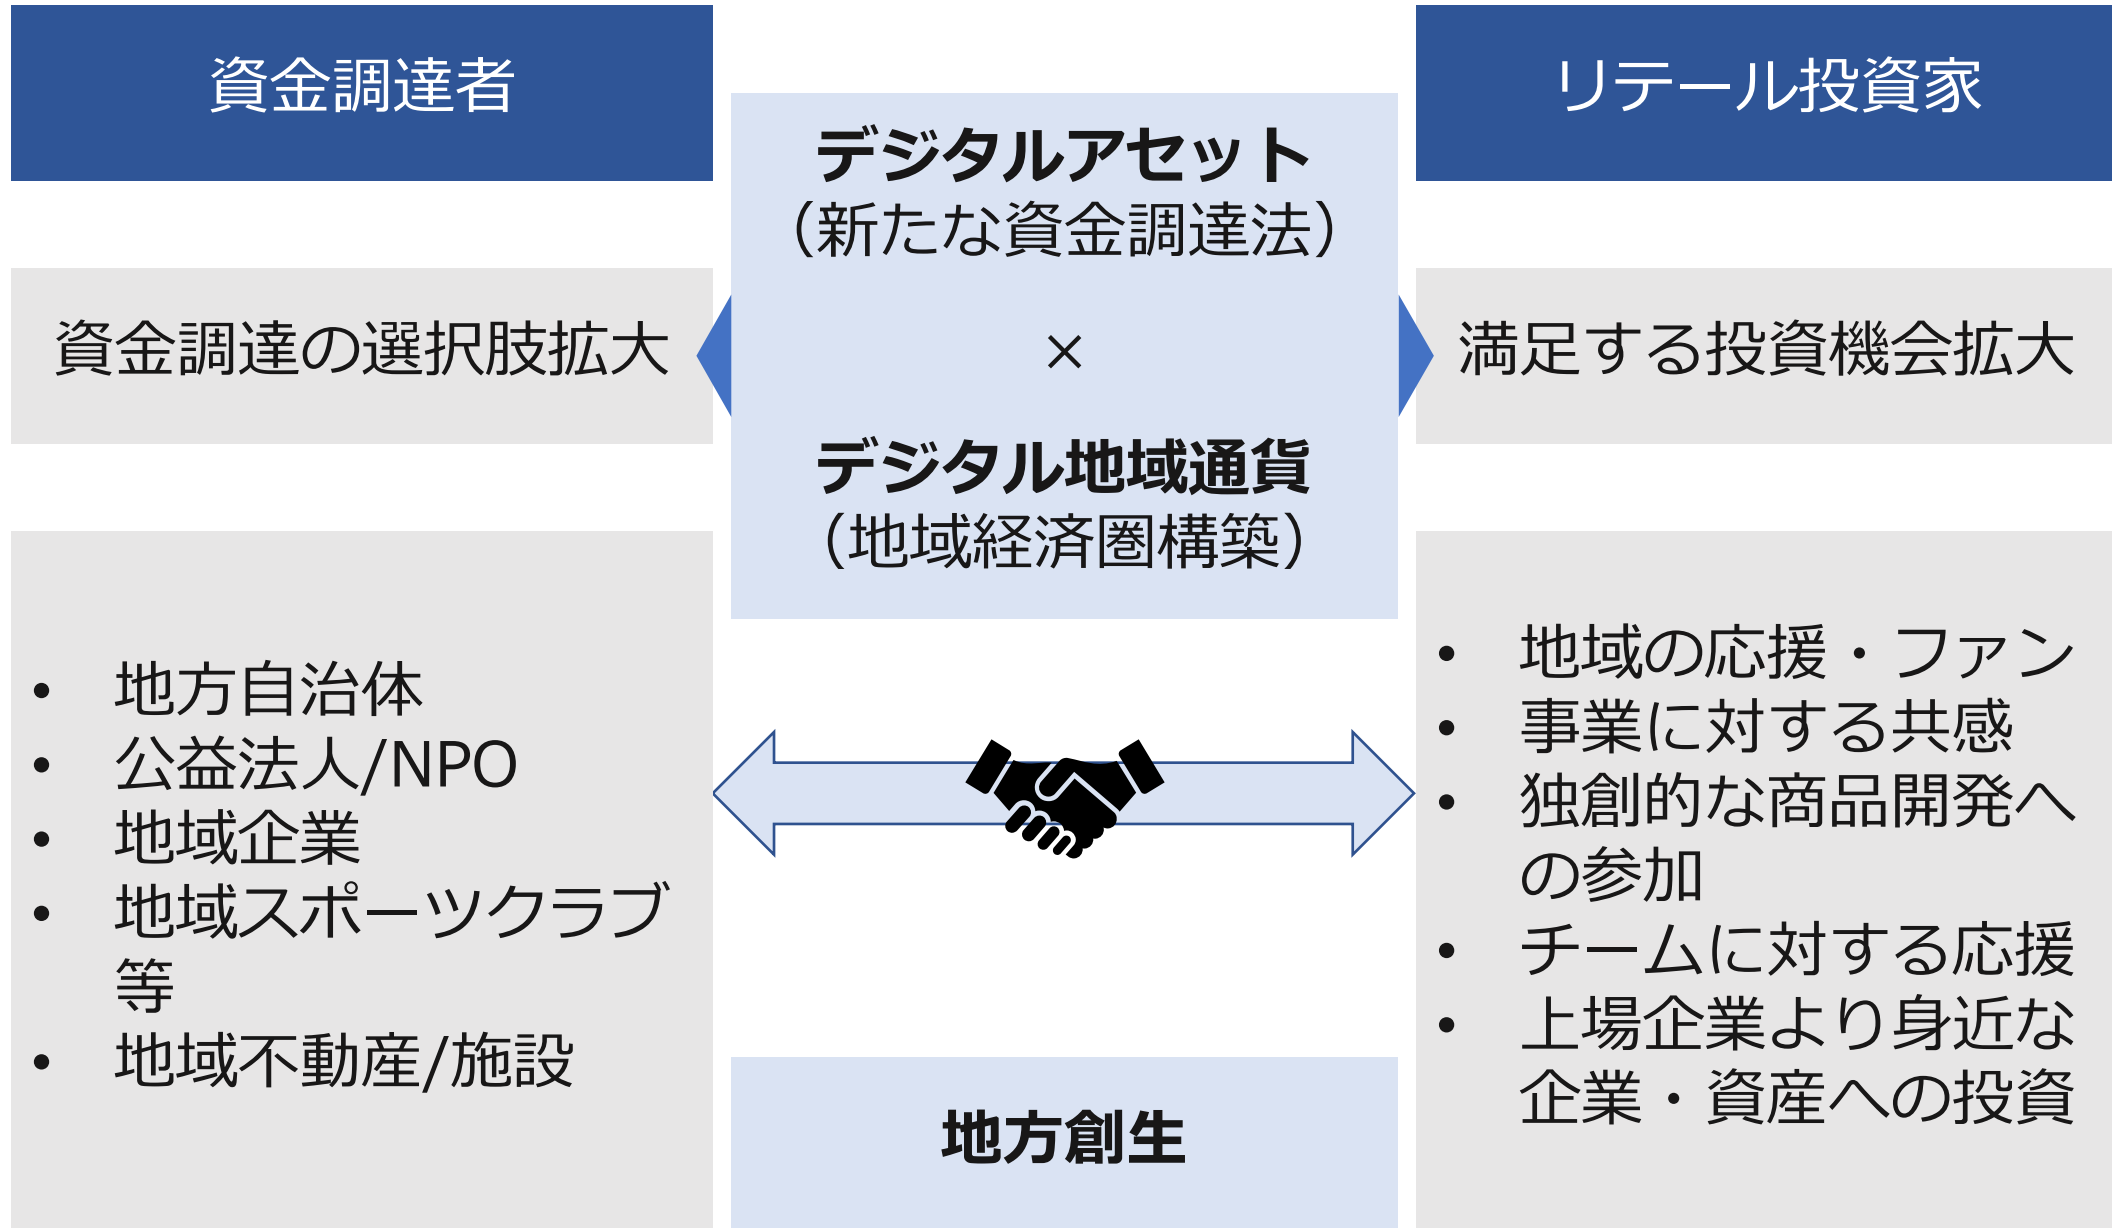 資金調達者
資金調達の選択肢拡大
• 地方自治体
• 公益法人/NPO
• 地域企業
• 地域スポーツクラブ
等
• 地域不動産/施設
デジタルアセット
（新たな資金調達法）
×
デジタル地域通貨
（地域経済圏構築）
地方創生
リテール投資家
満足する投資機会拡大
• 地域の応援・ファン
• 事業に対する共感
• 独創的な商品開発へ
の参加
• チームに対する応援
• 上場企業より身近な
企業・資産への投資